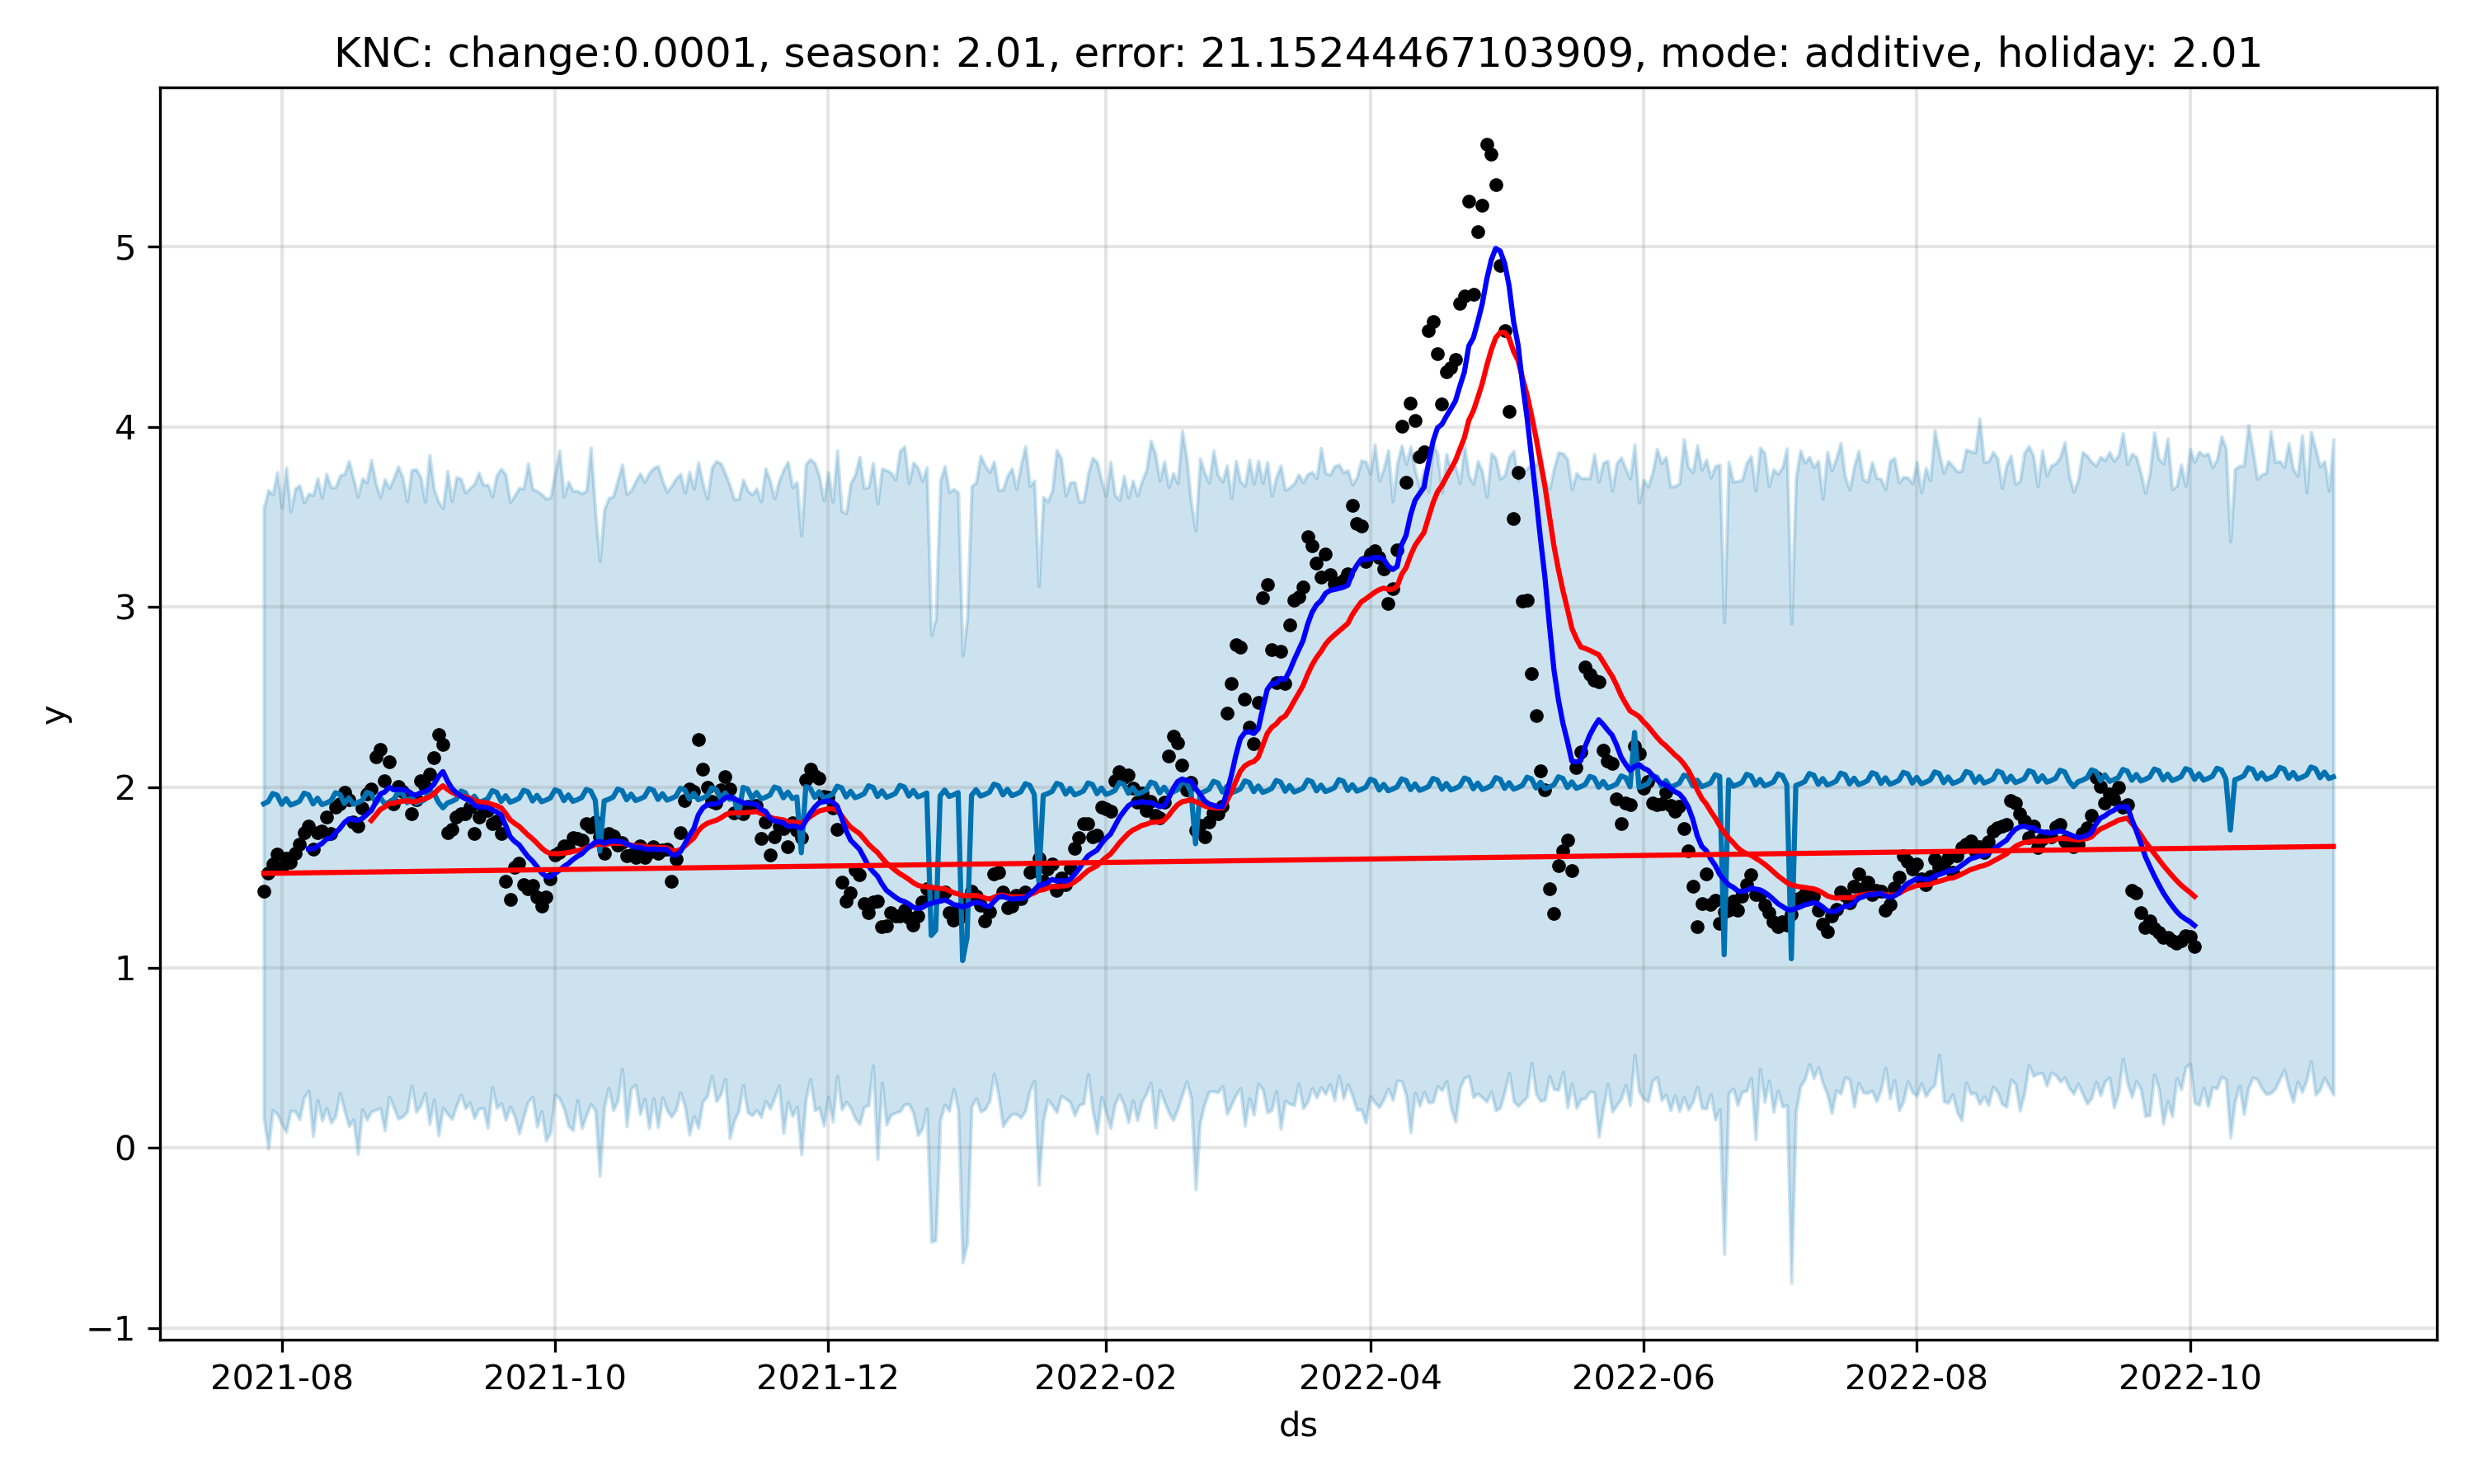 KNC: change:0.0001, season: 2.01, error: 21.15244467103909, mode: additive, holiday: 2.01
5
4
3
2
1
0
−1
y
2021-08 2021-10 2021-12 2022-02 2022-04 2022-06 2022-08 2022-10
ds